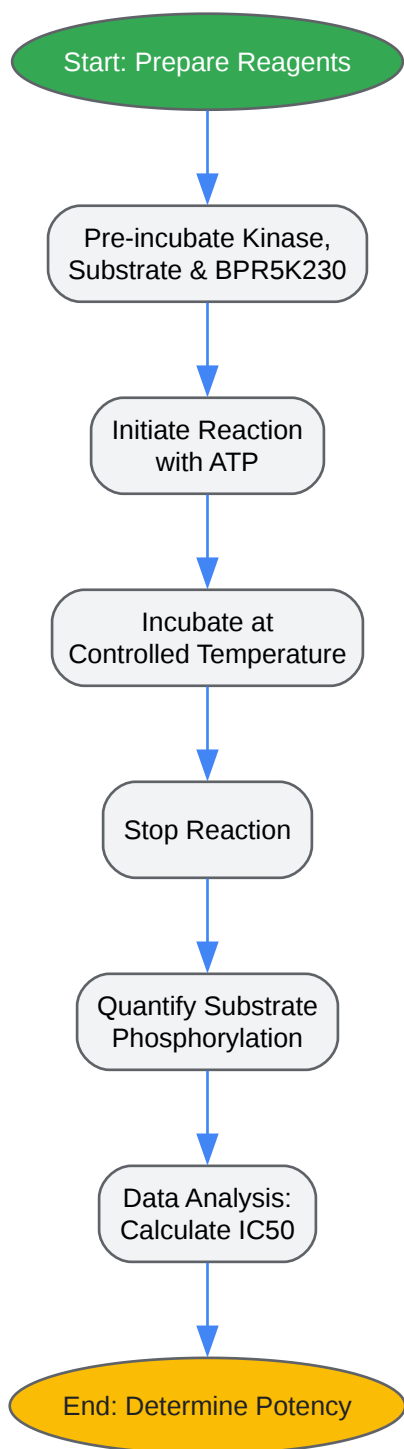 Start: Prepare Reagents
Pre-incubate Kinase,
Substrate & BPR5K230
Initiate Reaction
with ATP
Incubate at
Controlled Temperature
Stop Reaction
Quantify Substrate
Phosphorylation
Data Analysis:
Calculate IC50
End: Determine Potency